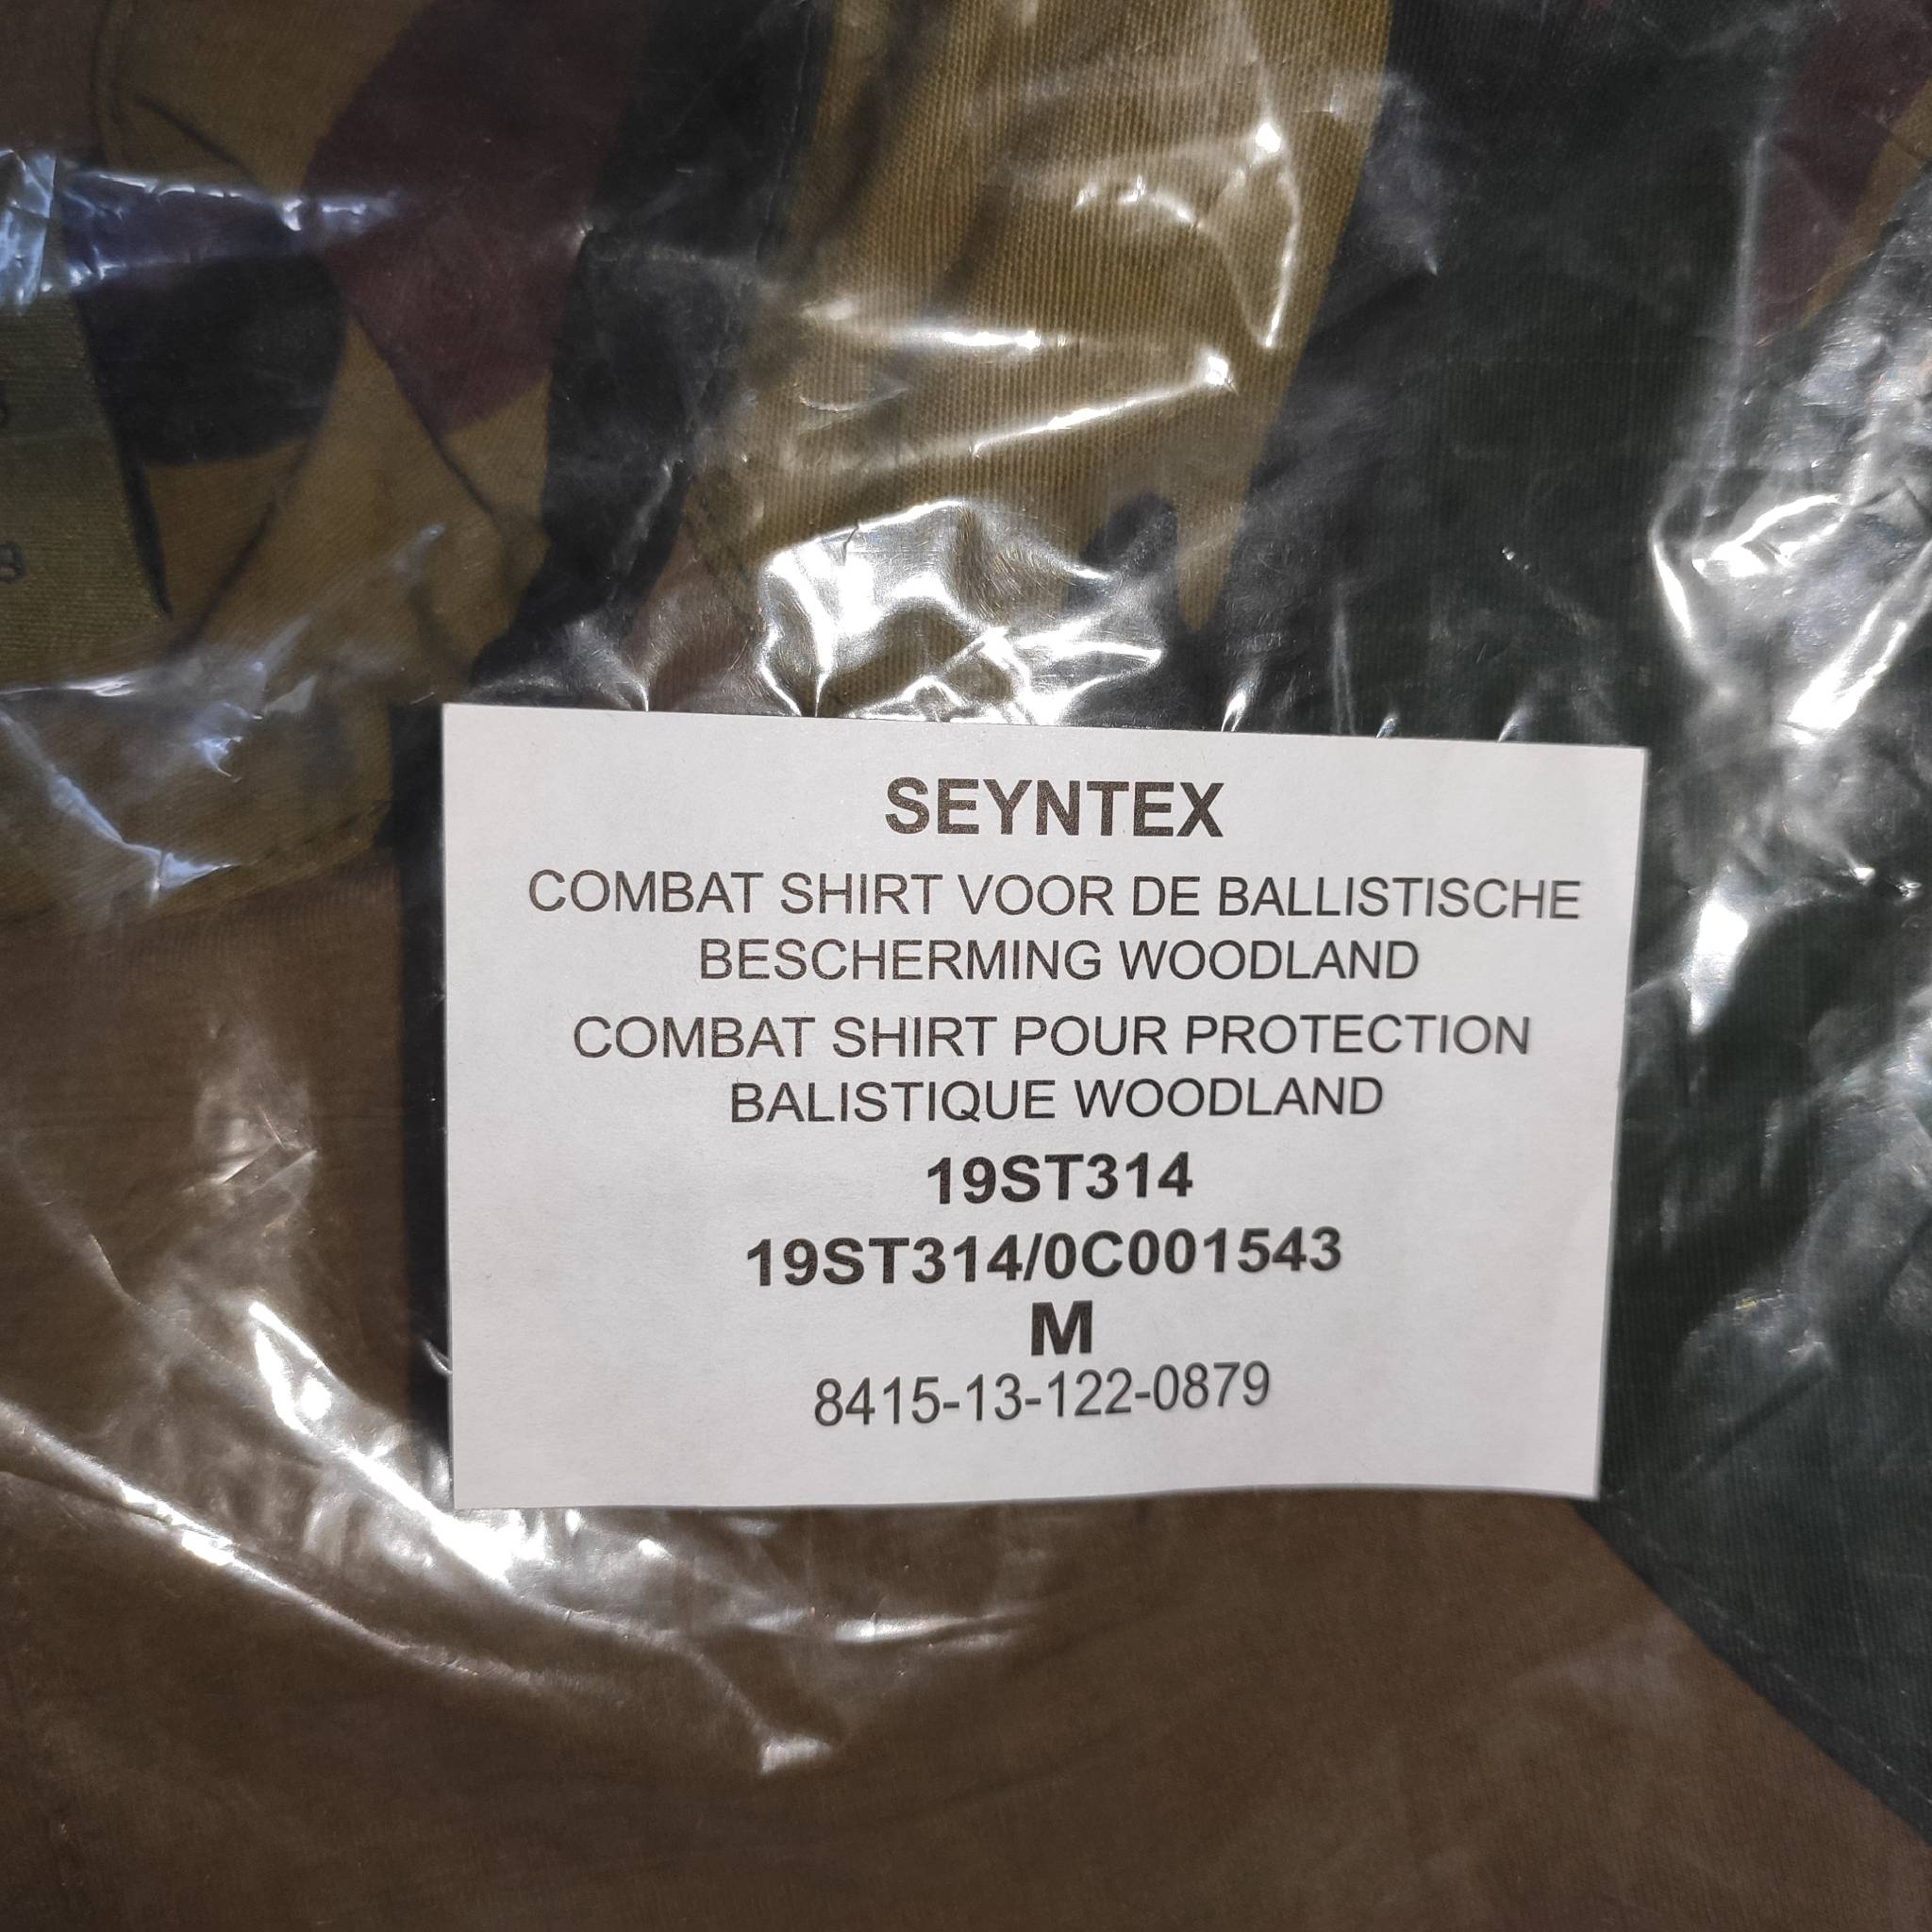 SEYNTEX
COMBAT SHIRT VOOR DE BALLISTISCHE
BESCHERMING WOODLAND
COMBAT SHIRT POUR PROTECTION
BALISTIQUE WOODLAND
19ST314
19ST314/0C001543
M
8415-13-122-0879